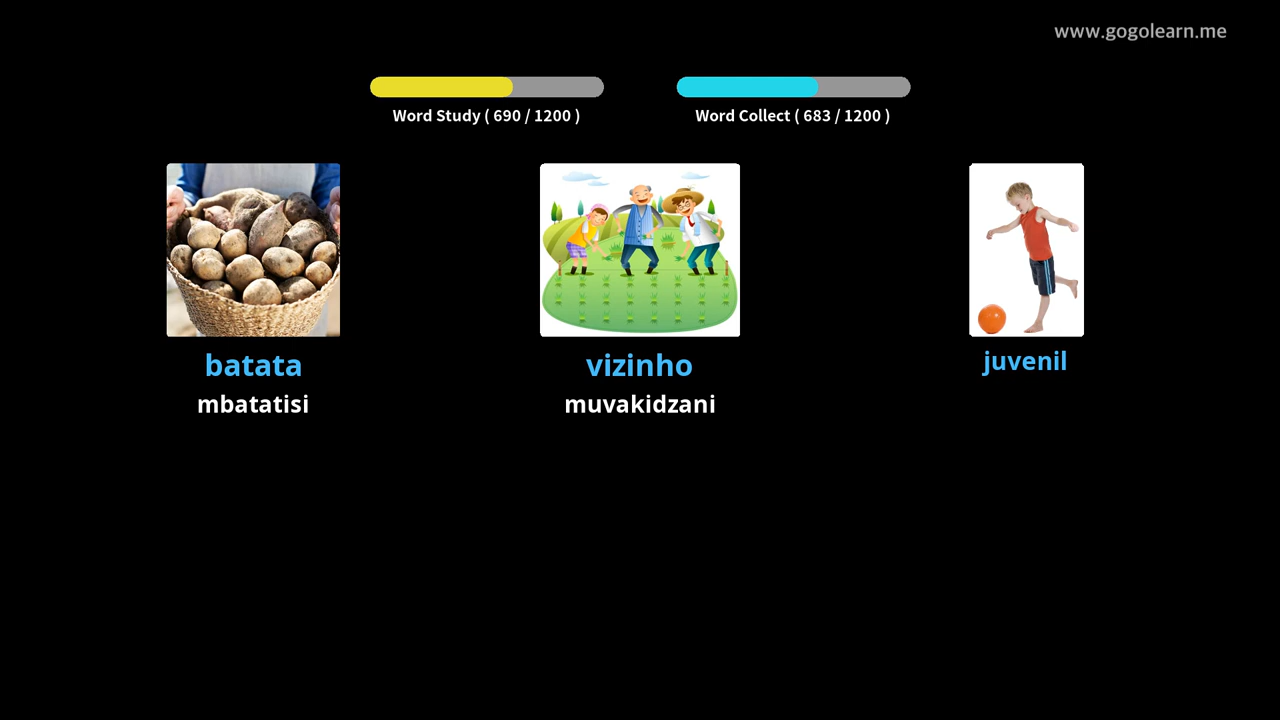 www.gogolearn.me
Word Study ( 690 / 1200 )
Word Collect ( 683 / 1200 )
batata
mbatatisi
vizinho
muvakidzani
juvenil